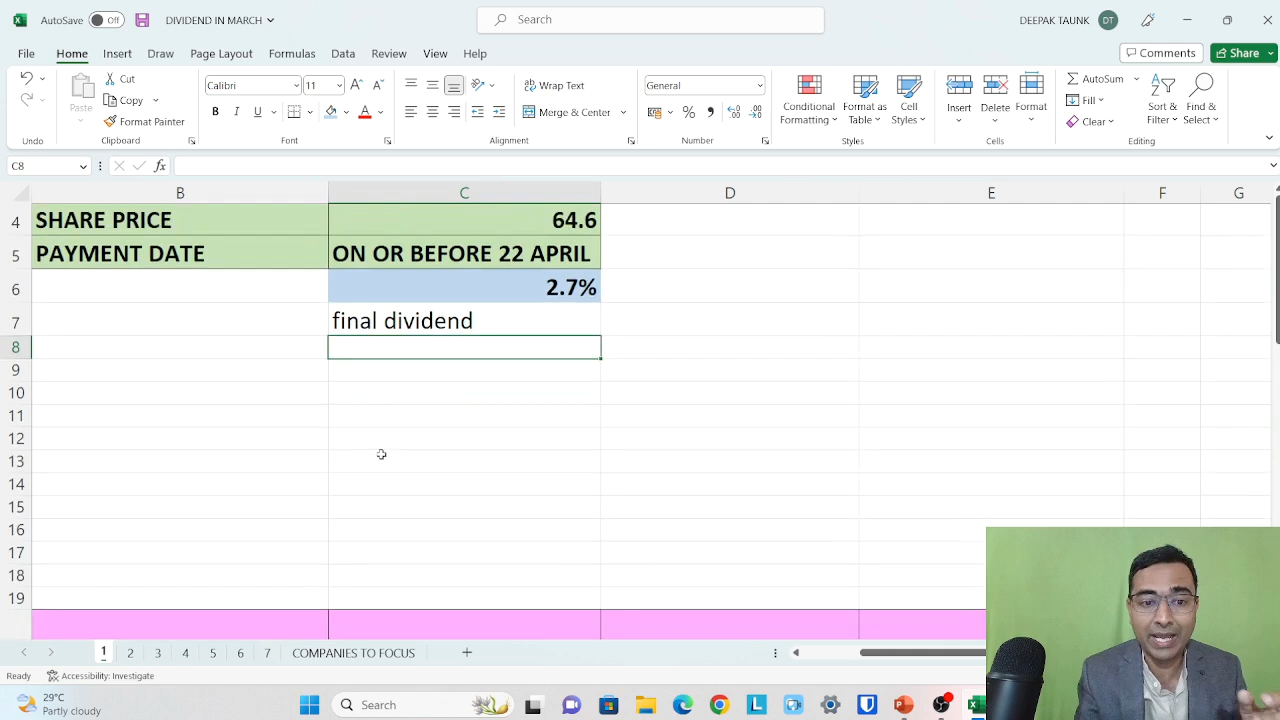 AutoSave Off DIVIDEND IN MARCH Search DEEPAK TAUNK DT
File Home Insert Draw Page Layout Formulas Data Review View Help Comments Share
Cut Calibri 11 Wrap Text General AutoSum
Paste Copy Merge & Center Conditional Formatting Format as Table Cell Styles Insert Delete Format Fill Sort & Filter Find & Select
Format Painter Clear
Undo Clipboard Font Alignment Number Styles Cells Editing
C8 fx
B C D E F G
4 SHARE PRICE 64.6
5 PAYMENT DATE ON OR BEFORE 22 APRIL
6 2.7%
7 final dividend
8
9
10
11
12
13
14
15
16
17
18
19
1 2 3 4 5 6 7 COMPANIES TO FOCUS
Ready Accessibility: Investigate
29°C Search
Partly cloudy